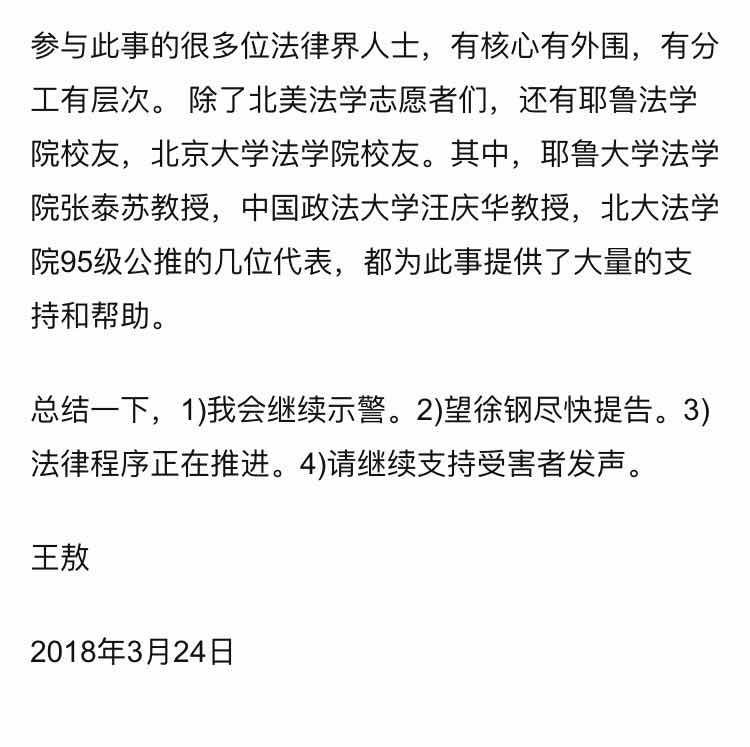 参与此事的很多位法律界人士，有核心有外围，有分
工有层次。 除了北美法学志愿者们，还有耶鲁法学
院校友，北京大学法学院校友。其中，耶鲁大学法学
院张泰苏教授，中国政法大学汪庆华教授，北大法学
院95级公推的几位代表，都为此事提供了大量的支
持和帮助。
总结一下，1)我会继续示警。2)望徐钢尽快提告。3)
法律程序正在推进。4)请继续支持受害者发声。
王敖
2018年3月24日